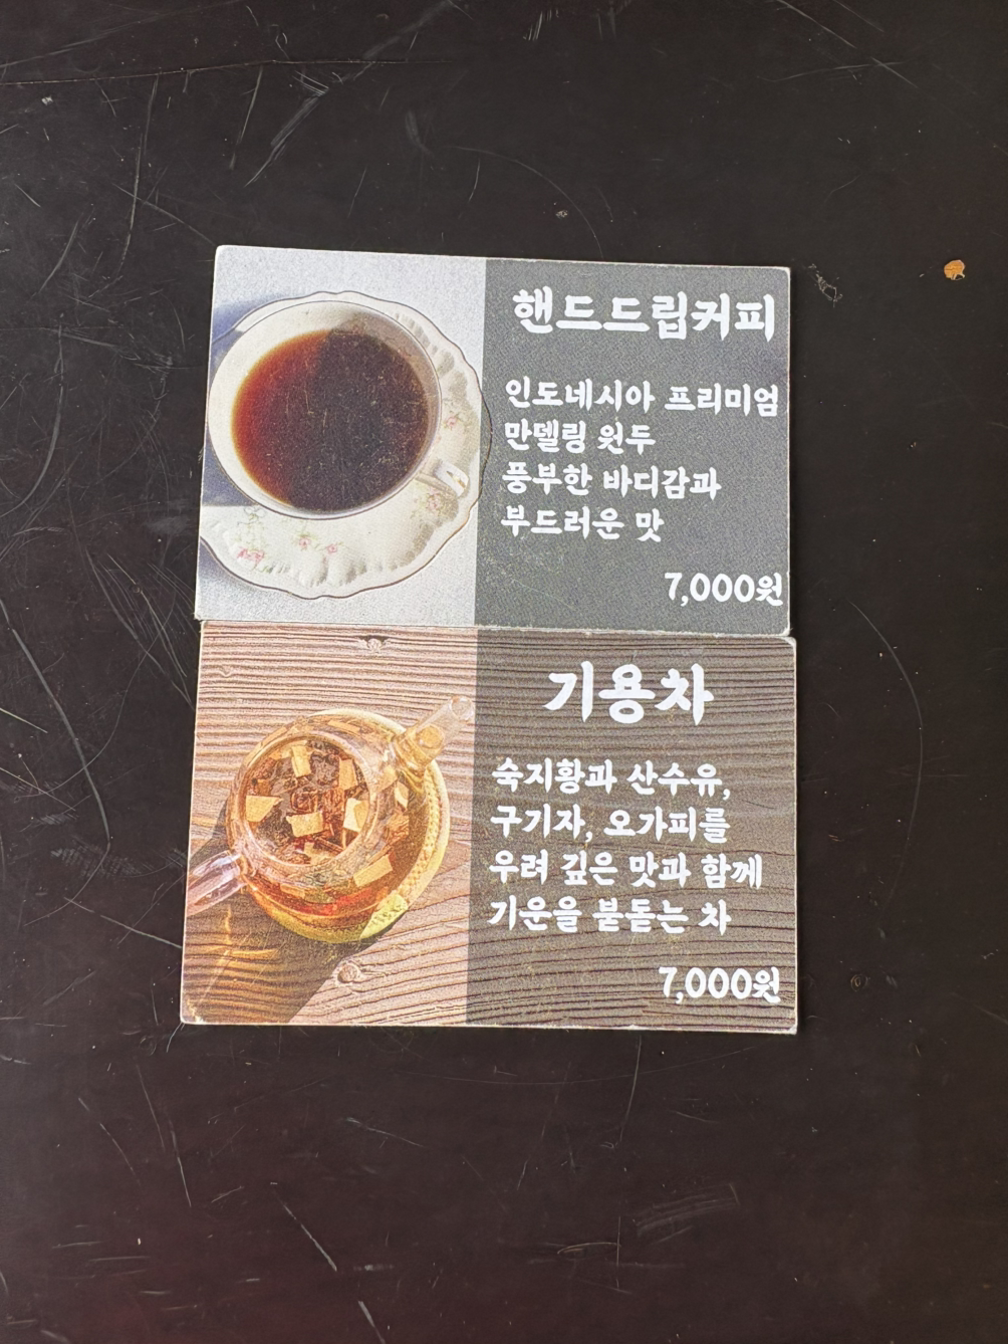 핸드드립커피
인도네시아 프리미엄
만델링 원두
풍부한 바디감과
부드러운 맛
7,000원
기용차
숙지황과 산수유,
구기자, 오가피를
우려 깊은 맛과 함께
기운을 붇돋는 차
7,000원